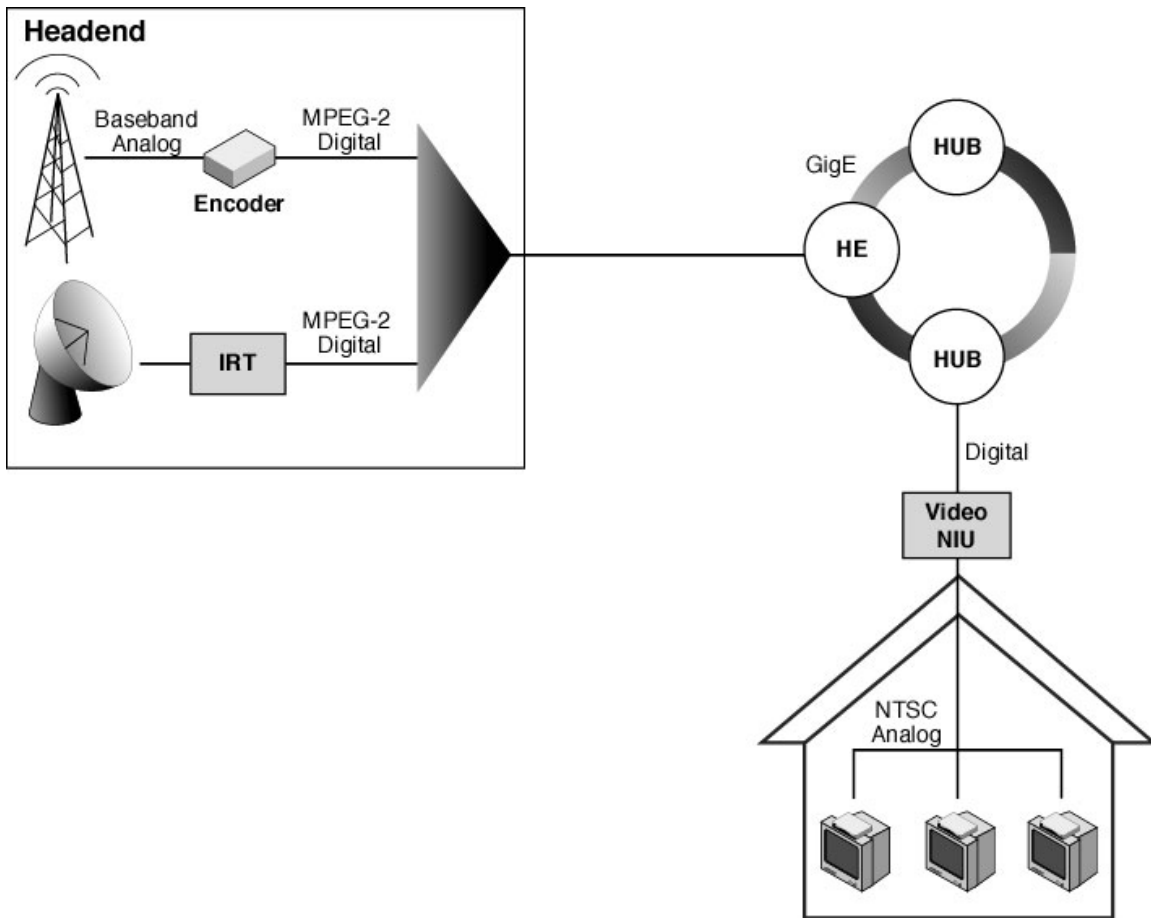 Headend
Baseband
Analog
MPEG-2
Digital
Encoder
MPEG-2
Digital
IRT
GigE
HUB
HE
HUB
Digital
Video
NIU
NTSC
Analog